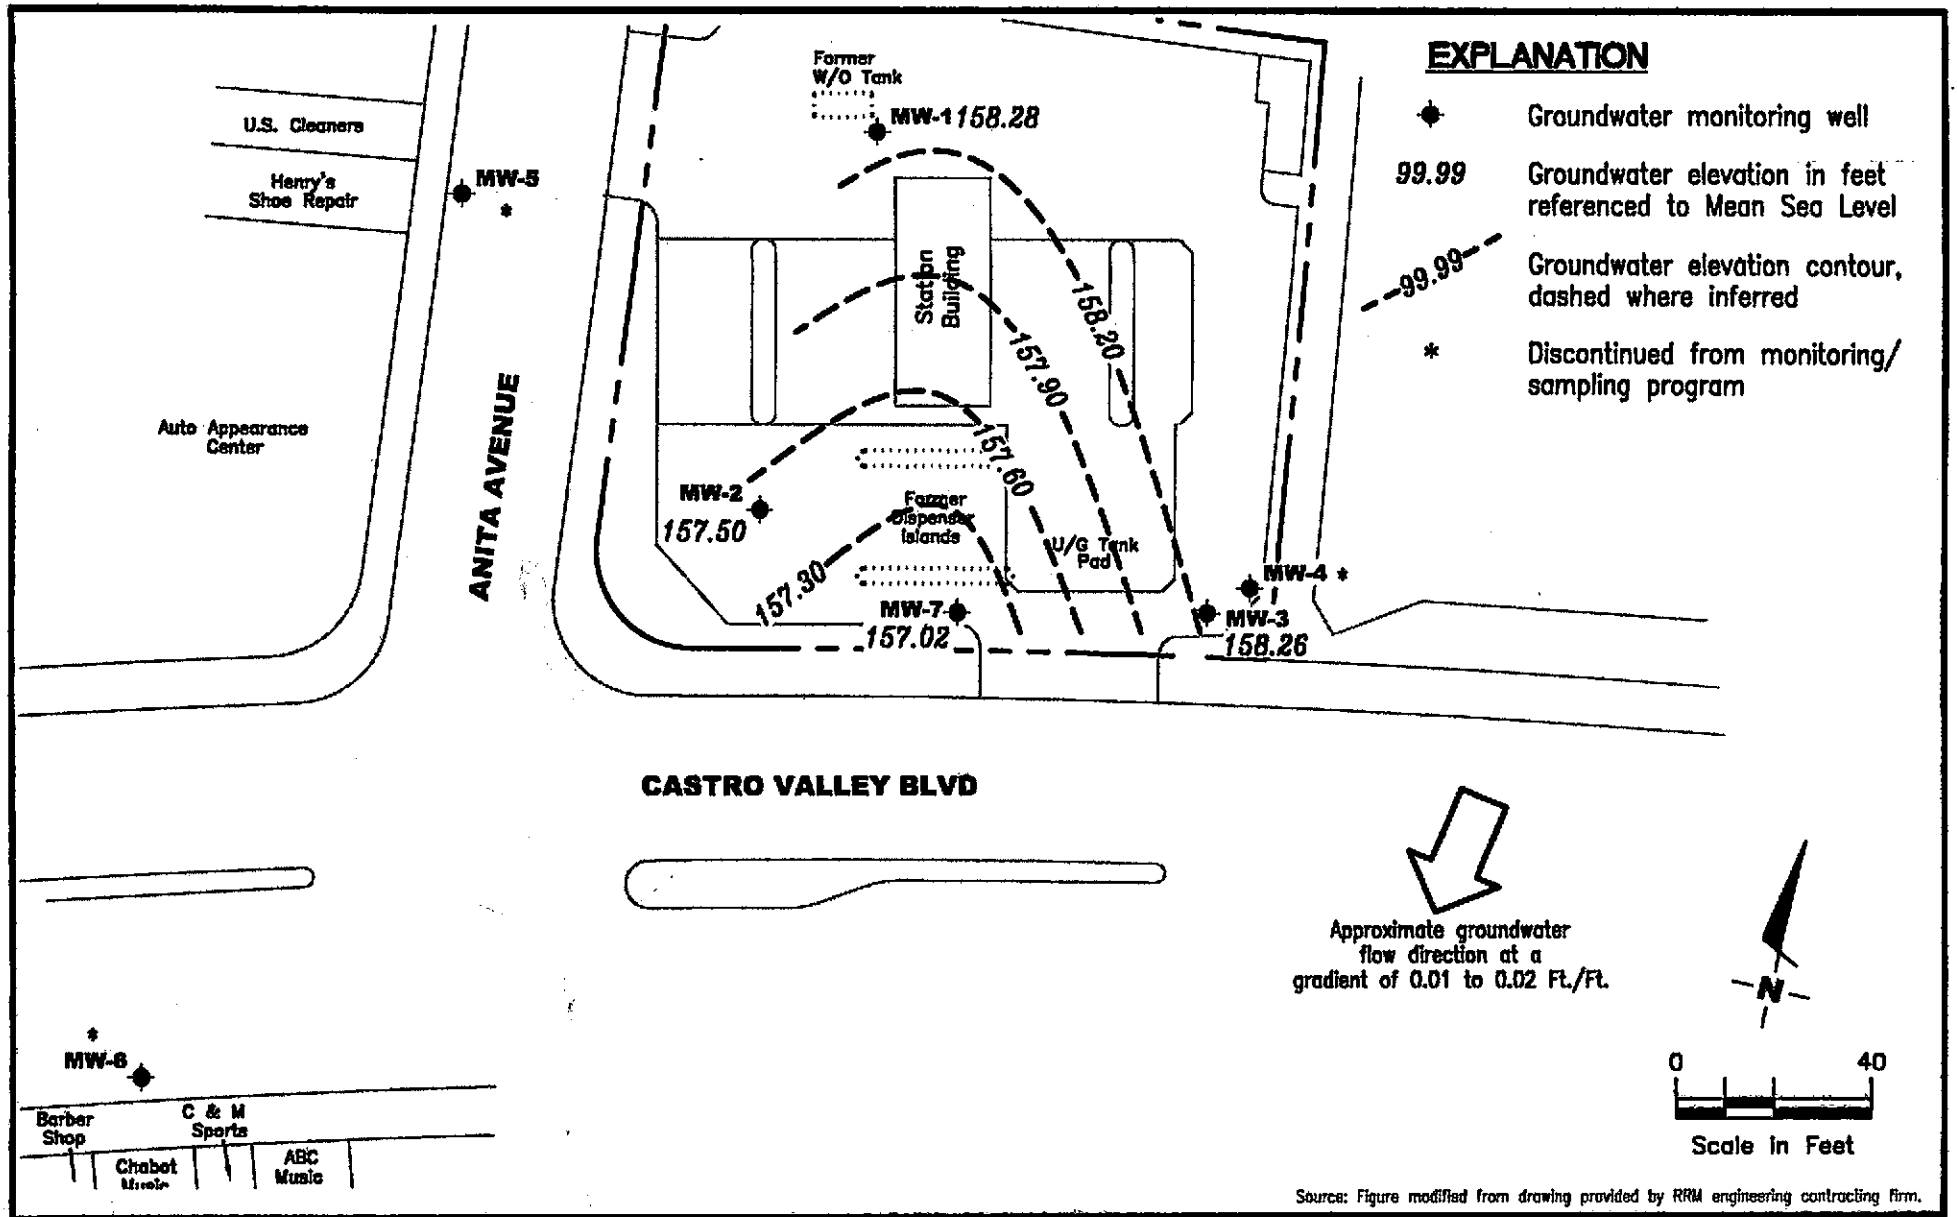 EXPLANATION
Groundwater monitoring well
99.99
Groundwater elevation in feet
referenced to Mean Sea Level
99.99
Groundwater elevation contour,
dashed where inferred
*
Discontinued from monitoring/
sampling program
Former
W/O Tank
MW-1 158.28
U.S. Cleaners
Henry's
Shoe Repair
MW-5
*
Auto Appearance
Center
ANITA AVENUE
Station
Building
158.20
157.90
157.60
157.30
MW-2
157.50
Former
Dispenser
Islands
U/G Tank
Pad
MW-7
157.02
MW-4 *
MW-3
158.26
CASTRO VALLEY BLVD
Approximate groundwater
flow direction at a
gradient of 0.01 to 0.02 Ft./Ft.
N
0 40
Scale in Feet
*
MW-6
Barber
Shop
C & M
Sports
Chabot
Music
ABC
Music
Source: Figure modified from drawing provided by RRM engineering contracting firm.